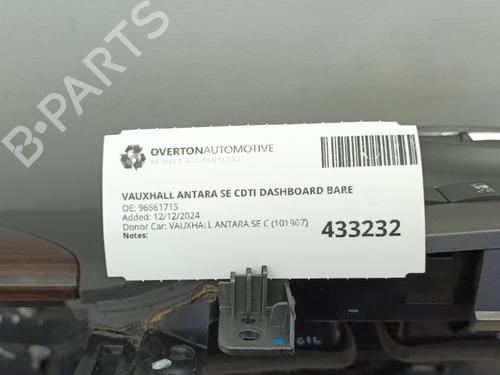 B-PARTS
OVERTONAUTOMOTIVE
VEHICLE DISMANTLERS
VAUXHALL ANTARA SE CDTI DASHBOARD BARE
OE: 96661715
Added: 12/12/2024
Donor Car: VAUXHALL ANTARA SE C (101907)
Notes:
433232